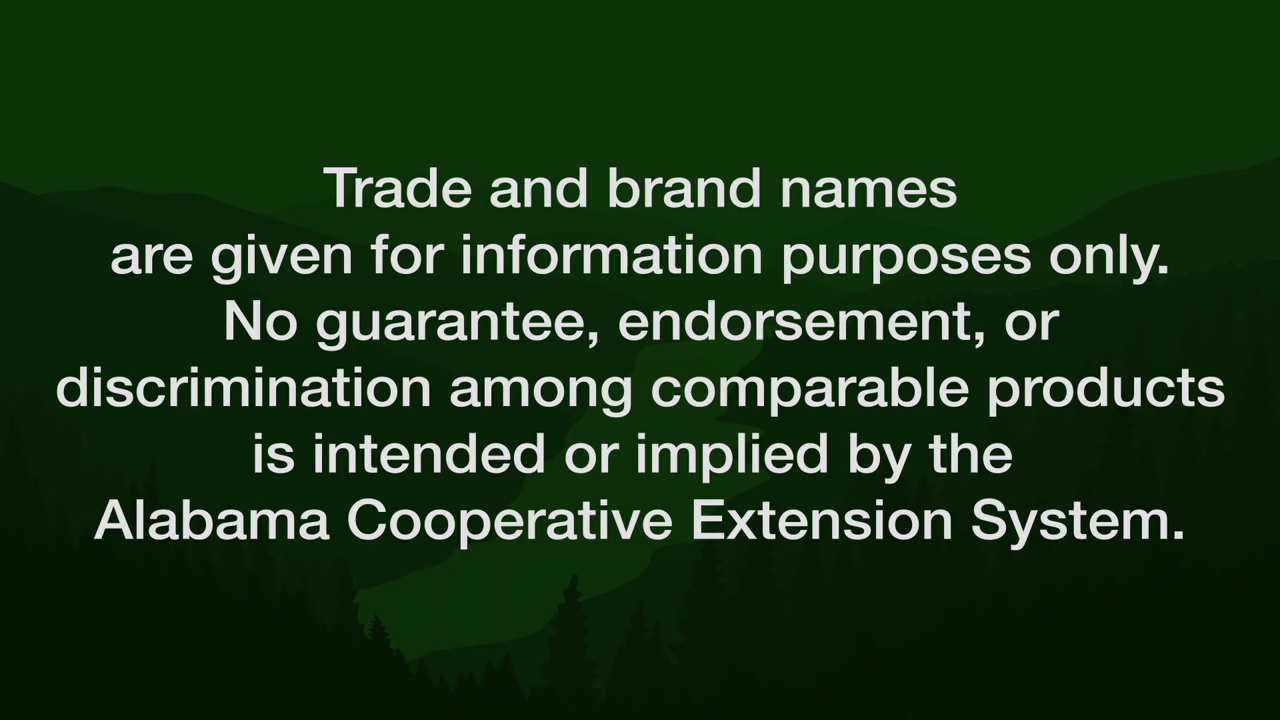 Trade and brand names
are given for information purposes only.
No guarantee, endorsement, or
discrimination among comparable products
is intended or implied by the
Alabama Cooperative Extension System.